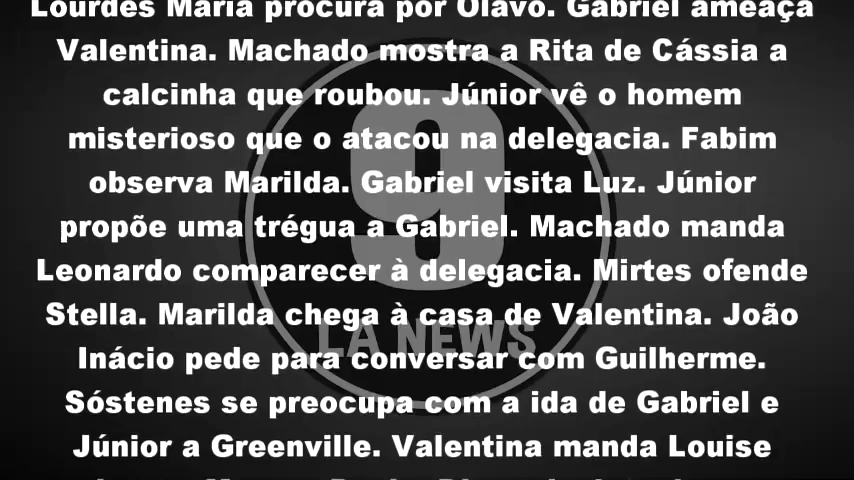 Lourdes Maria procura por Olavo. Gabriel ameaça
Valentina. Machado mostra a Rita de Cássia a
calcinha que roubou. Júnior vê o homem
misterioso que o atacou na delegacia. Fabim
observa Marilda. Gabriel visita Luz. Júnior
propõe uma trégua a Gabriel. Machado manda
Leonardo comparecer à delegacia. Mirtes ofende
Stella. Marilda chega à casa de Valentina. João
Inácio pede para conversar com Guilherme.
Sóstenes se preocupa com a ida de Gabriel e
Júnior a Greenville. Valentina manda Louise
9
LA NEWS